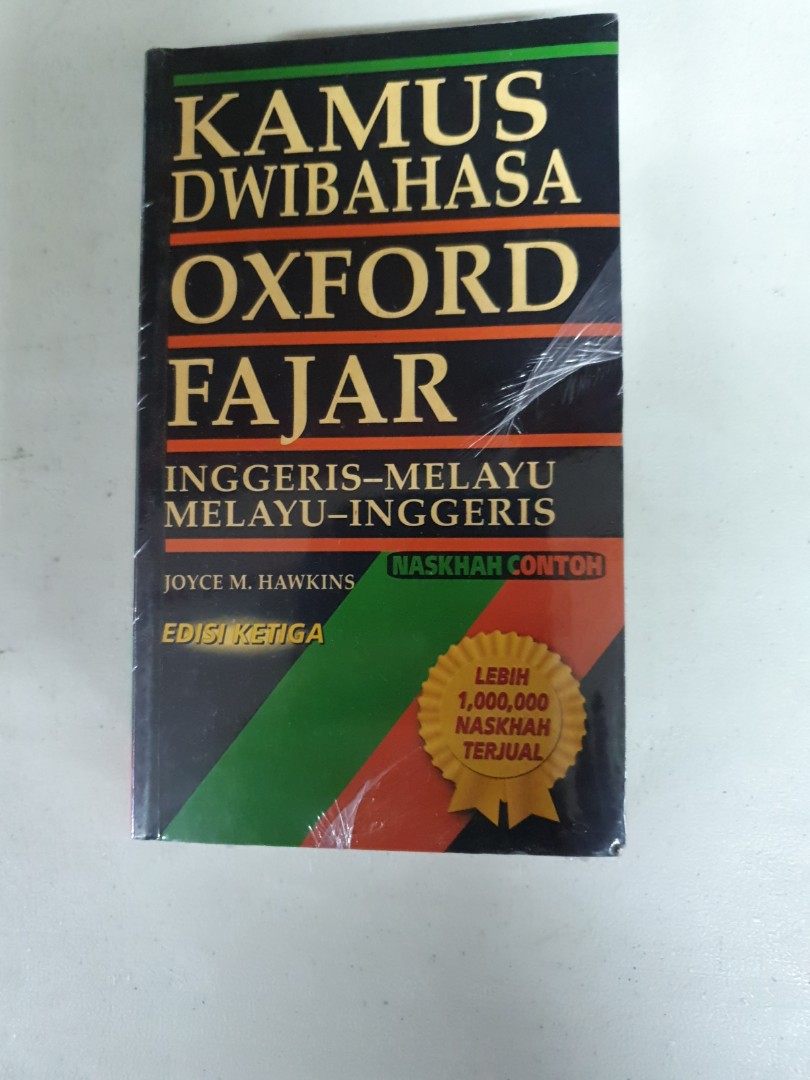 KAMUS
DWIBAHASA
OXFORD
FAJAR
INGGERIS–MELAYU
MELAYU–INGGERIS
NASKHAH CONTOH
JOYCE M. HAWKINS
EDISI KETIGA
LEBIH
1,000,000
NASKHAH
TERJUAL